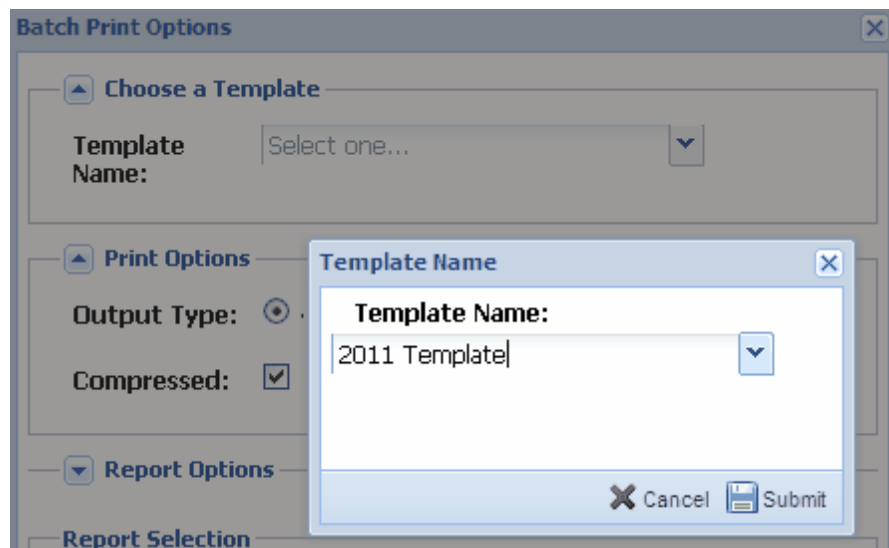 Batch Print Options
Choose a Template
Template Name:
Select one...
Print Options
Output Type:
Compressed:
Report Options
Report Selection
Template Name
Template Name:
2011 Template
Cancel Submit